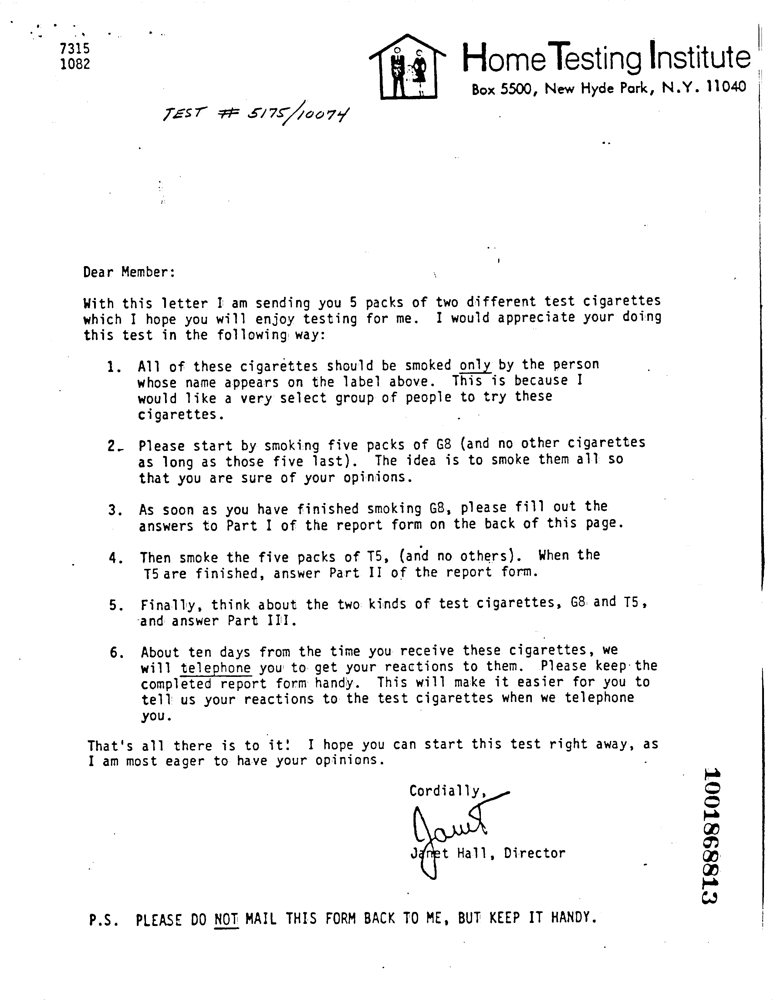 7315
1082
Home Testing Institute
Box 5500, New Hyde Park, N.Y. 11040
TEST # 5175/10074
Dear Member:
With this letter I am sending you 5 packs of two different test cigarettes
which I hope you will enjoy testing for me. I would appreciate your doing
this test in the following way:
1. All of these cigarettes should be smoked only by the person
whose name appears on the label above. This is because I
would like a very select group of people to try these
cigarettes.
2. Please start by smoking five packs of G8 (and no other cigarettes
as long as those five last). The idea is to smoke them all so
that you are sure of your opinions.
3. As soon as you have finished smoking G8, please fill out the
answers to Part I of the report form on the back of this page.
4. Then smoke the five packs of T5, (and no others). When the
T5 are finished, answer Part II of the report form.
5. Finally, think about the two kinds of test cigarettes, G8 and T5,
and answer Part III.
6. About ten days from the time you receive these cigarettes, we
will telephone you to get your reactions to them. Please keep the
completed report form handy. This will make it easier for you to
tell us your reactions to the test cigarettes when we telephone
you.
That's all there is to it! I hope you can start this test right away, as
I am most eager to have your opinions.
Cordially,
Janet
Janet Hall, Director
P.S. PLEASE DO NOT MAIL THIS FORM BACK TO ME, BUT KEEP IT HANDY.
1001868813